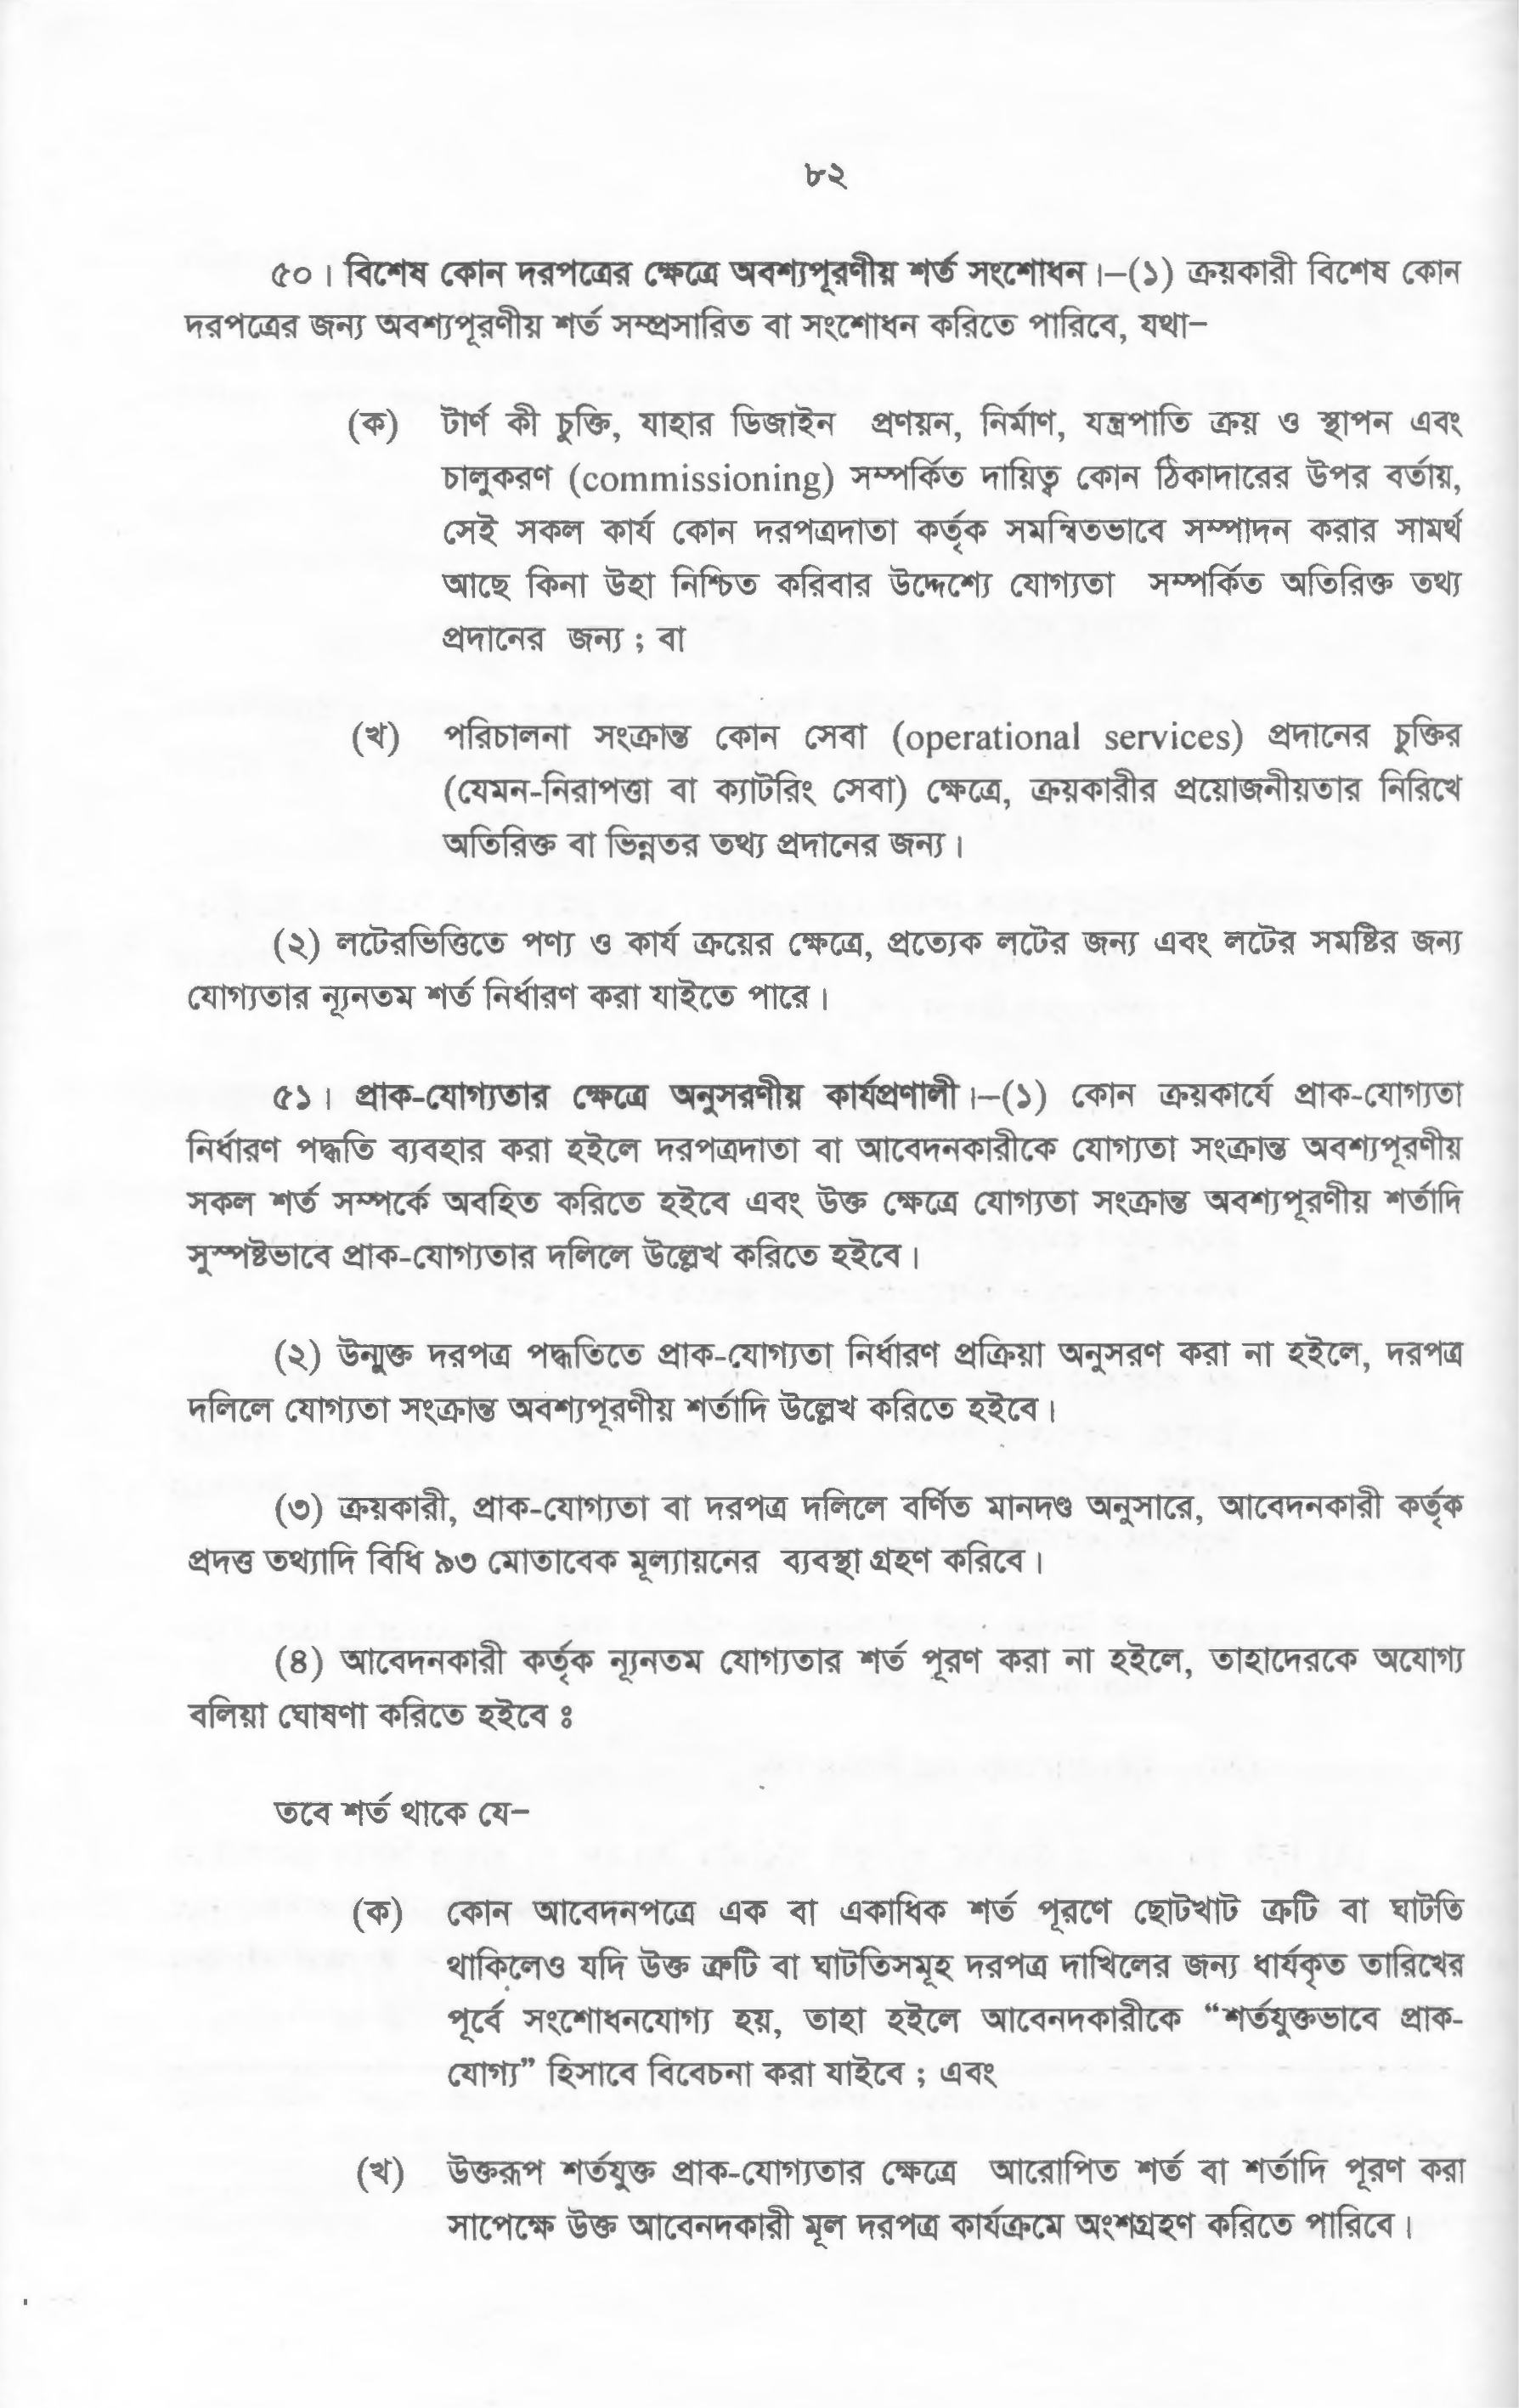 ৮২
৫০। বিশেষ কোন দরপত্রের ক্ষেত্রে অবশ্যপূরণীয় শর্ত সংশোধন।–(১) ক্রয়কারী বিশেষ কোন
দরপত্রের জন্য অবশ্যপূরণীয় শর্ত সম্প্রসারিত বা সংশোধন করিতে পারিবে, যথা–
(ক) টার্ণ কী চুক্তি, যাহার ডিজাইন প্রণয়ন, নির্মাণ, যন্ত্রপাতি ক্রয় ও স্থাপন এবং
চালুকরণ (commissioning) সম্পর্কিত দায়িত্ব কোন ঠিকাদারের উপর বর্তায়,
সেই সকল কার্য কোন দরপত্রদাতা কর্তৃক সমন্বিতভাবে সম্পাদন করার সামর্থ
আছে কিনা উহা নিশ্চিত করিবার উদ্দেশ্যে যোগ্যতা সম্পর্কিত অতিরিক্ত তথ্য
প্রদানের জন্য ; বা
(খ) পরিচালনা সংক্রান্ত কোন সেবা (operational services) প্রদানের চুক্তির
(যেমন-নিরাপত্তা বা ক্যাটরিং সেবা) ক্ষেত্রে, ক্রয়কারীর প্রয়োজনীয়তার নিরিখে
অতিরিক্ত বা ভিন্নতর তথ্য প্রদানের জন্য।
(২) লটেরভিত্তিতে পণ্য ও কার্য ক্রয়ের ক্ষেত্রে, প্রত্যেক লটের জন্য এবং লটের সমষ্টির জন্য
যোগ্যতার ন্যূনতম শর্ত নির্ধারণ করা যাইতে পারে।
৫১। প্রাক-যোগ্যতার ক্ষেত্রে অনুসরণীয় কার্যপ্রণালী।–(১) কোন ক্রয়কার্যে প্রাক-যোগ্যতা
নির্ধারণ পদ্ধতি ব্যবহার করা হইলে দরপত্রদাতা বা আবেদনকারীকে যোগ্যতা সংক্রান্ত অবশ্যপূরণীয়
সকল শর্ত সম্পর্কে অবহিত করিতে হইবে এবং উক্ত ক্ষেত্রে যোগ্যতা সংক্রান্ত অবশ্যপূরণীয় শর্তাদি
সুস্পষ্টভাবে প্রাক-যোগ্যতার দলিলে উল্লেখ করিতে হইবে।
(২) উন্মুক্ত দরপত্র পদ্ধতিতে প্রাক-যোগ্যতা নির্ধারণ প্রক্রিয়া অনুসরণ করা না হইলে, দরপত্র
দলিলে যোগ্যতা সংক্রান্ত অবশ্যপূরণীয় শর্তাদি উল্লেখ করিতে হইবে।
(৩) ক্রয়কারী, প্রাক-যোগ্যতা বা দরপত্র দলিলে বর্ণিত মানদণ্ড অনুসারে, আবেদনকারী কর্তৃক
প্রদত্ত তথ্যাদি বিধি ৯৩ মোতাবেক মূল্যায়নের ব্যবস্থা গ্রহণ করিবে।
(৪) আবেদনকারী কর্তৃক ন্যূনতম যোগ্যতার শর্ত পূরণ করা না হইলে, তাহাদেরকে অযোগ্য
বলিয়া ঘোষণা করিতে হইবে ঃ
তবে শর্ত থাকে যে–
(ক) কোন আবেদনপত্রে এক বা একাধিক শর্ত পূরণে ছোটখাট ত্রুটি বা ঘাটতি
থাকিলেও যদি উক্ত ত্রুটি বা ঘাটতিসমূহ দরপত্র দাখিলের জন্য ধার্যকৃত তারিখের
পূর্বে সংশোধনযোগ্য হয়, তাহা হইলে আবেনদকারীকে “শর্তযুক্তভাবে প্রাক-
যোগ্য” হিসাবে বিবেচনা করা যাইবে ; এবং
(খ) উক্তরূপ শর্তযুক্ত প্রাক-যোগ্যতার ক্ষেত্রে আরোপিত শর্ত বা শর্তাদি পূরণ করা
সাপেক্ষে উক্ত আবেনদকারী মূল দরপত্র কার্যক্রমে অংশগ্রহণ করিতে পারিবে।